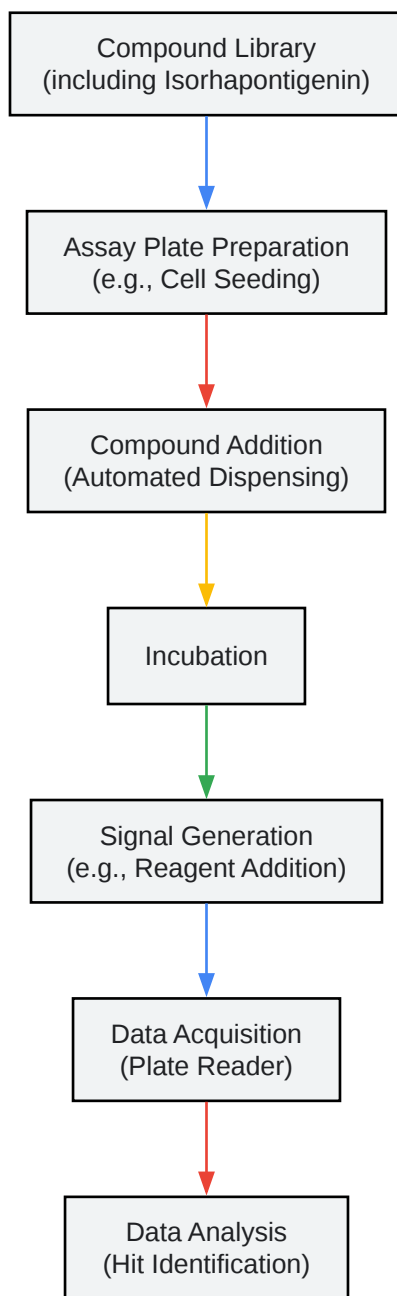 Compound Library
(including Isorhapontigenin)
Assay Plate Preparation
(e.g., Cell Seeding)
Compound Addition
(Automated Dispensing)
Incubation
Signal Generation
(e.g., Reagent Addition)
Data Acquisition
(Plate Reader)
Data Analysis
(Hit Identification)